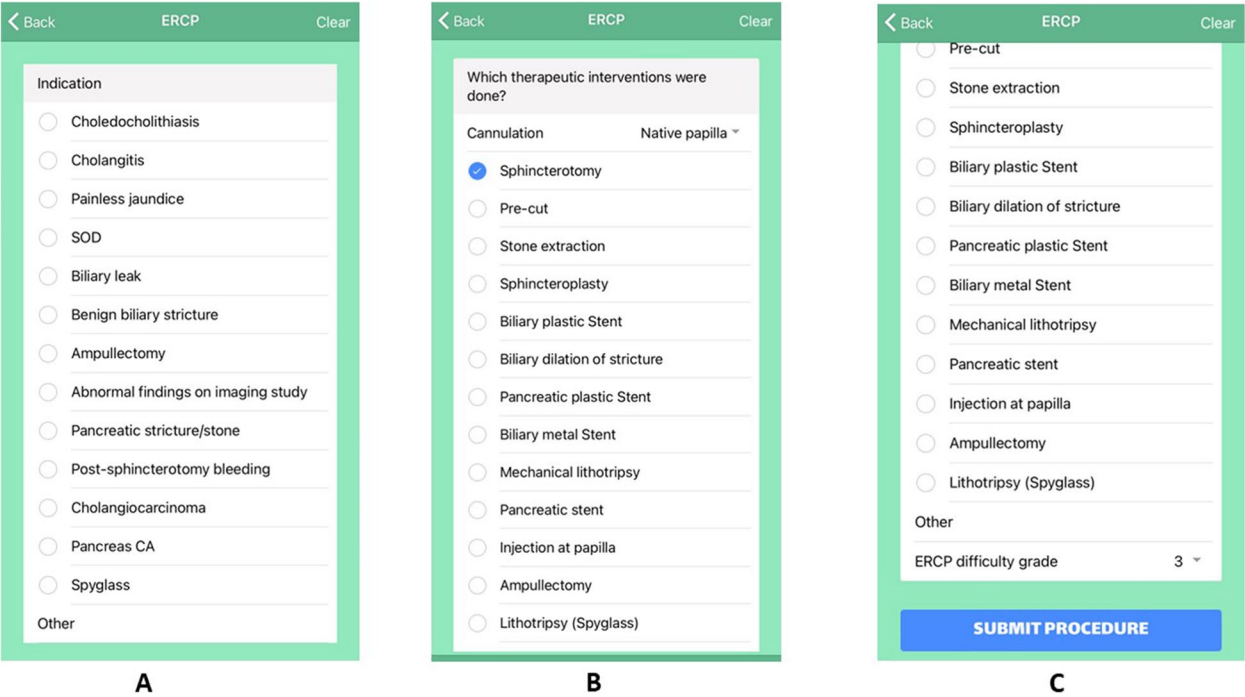 Back ERCP Clear
Indication
Choledocholithiasis
Cholangitis
Painless jaundice
SOD
Biliary leak
Benign biliary stricture
Ampullectomy
Abnormal findings on imaging study
Pancreatic stricture/stone
Post-sphincterotomy bleeding
Cholangiocarcinoma
Pancreas CA
Spyglass
Other
A
Back ERCP Clear
Which therapeutic interventions were
done?
Cannulation Native papilla
Sphincterotomy
Pre-cut
Stone extraction
Sphincteroplasty
Biliary plastic Stent
Biliary dilation of stricture
Pancreatic plastic Stent
Biliary metal Stent
Mechanical lithotripsy
Pancreatic stent
Injection at papilla
Ampullectomy
Lithotripsy (Spyglass)
B
Back ERCP Clear
Pre-cut
Stone extraction
Sphincteroplasty
Biliary plastic Stent
Biliary dilation of stricture
Pancreatic plastic Stent
Biliary metal Stent
Mechanical lithotripsy
Pancreatic stent
Injection at papilla
Ampullectomy
Lithotripsy (Spyglass)
Other
ERCP difficulty grade 3
SUBMIT PROCEDURE
C